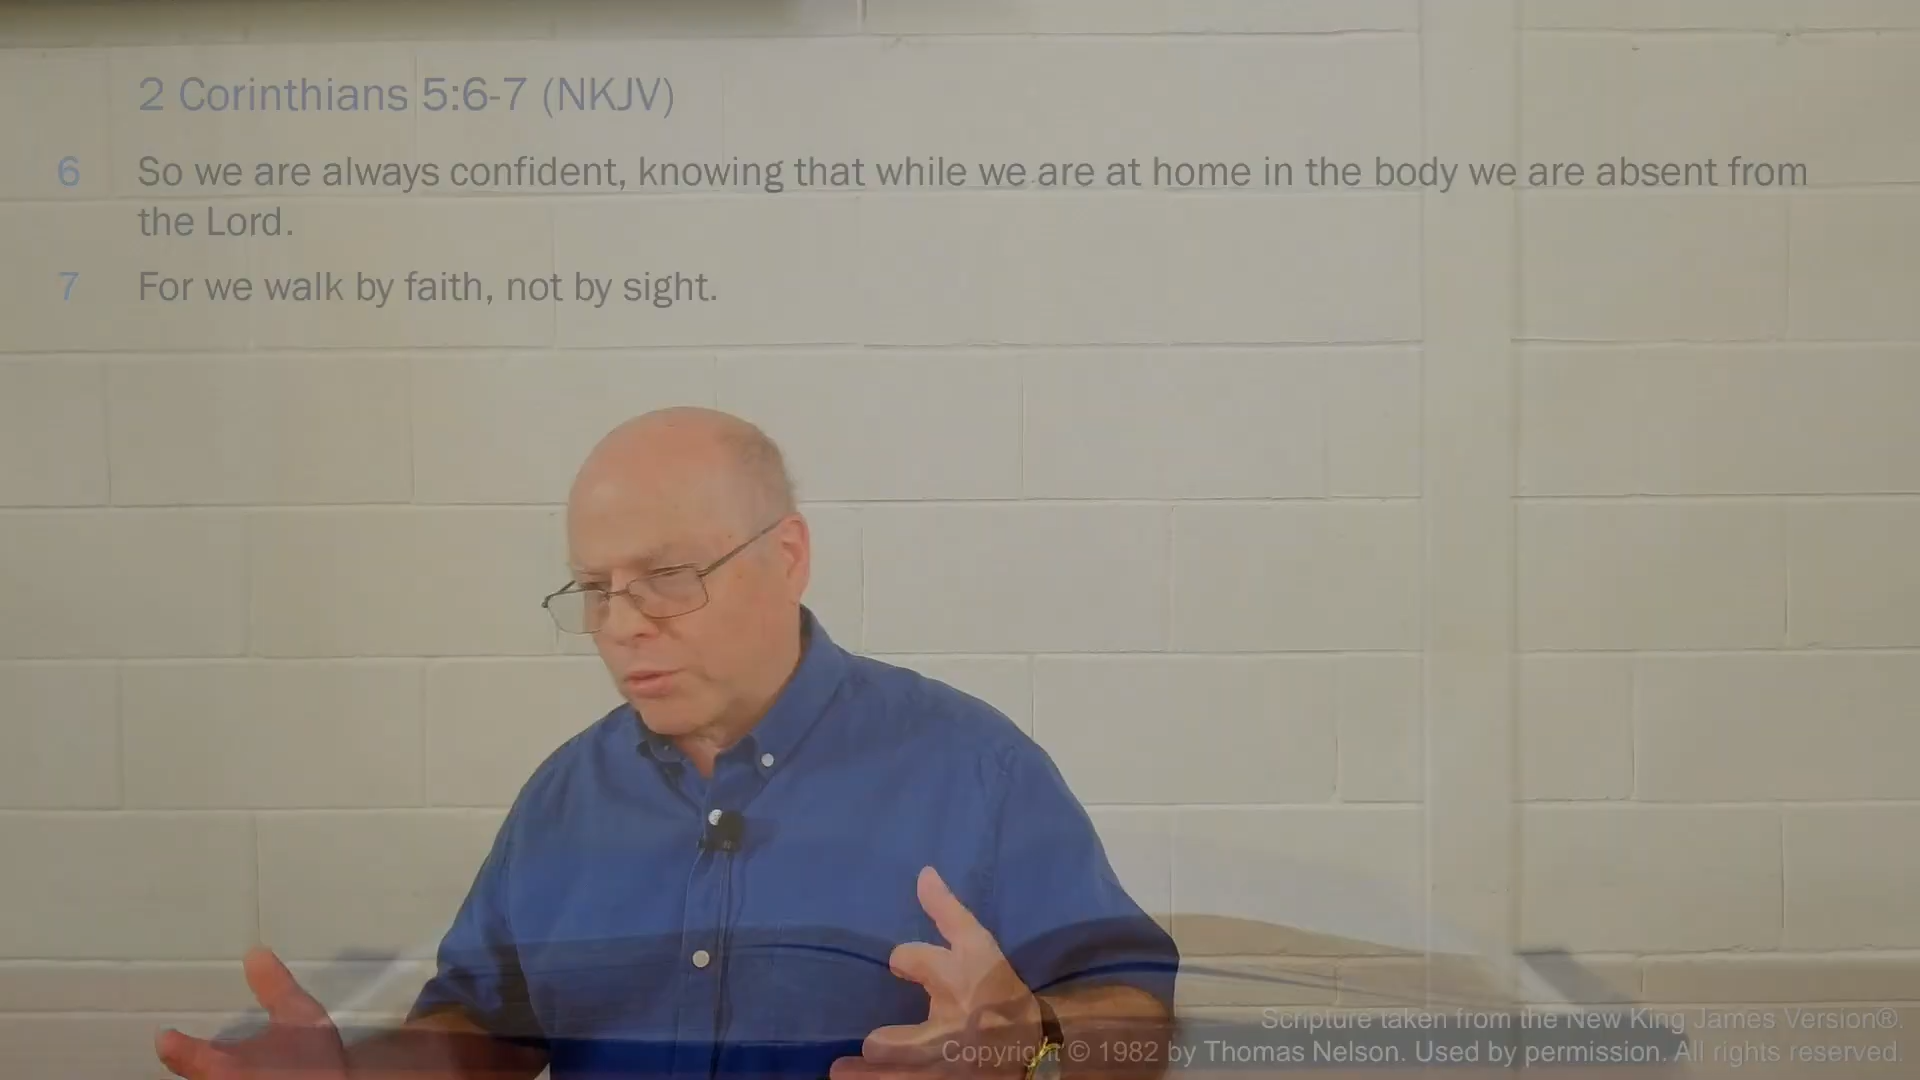 2 Corinthians 5:6-7 (NKJV)
6 So we are always confident, knowing that while we are at home in the body we are absent from
the Lord.
7 For we walk by faith, not by sight.
Scripture taken from the New King James Version®.
Copyright © 1982 by Thomas Nelson. Used by permission. All rights reserved.